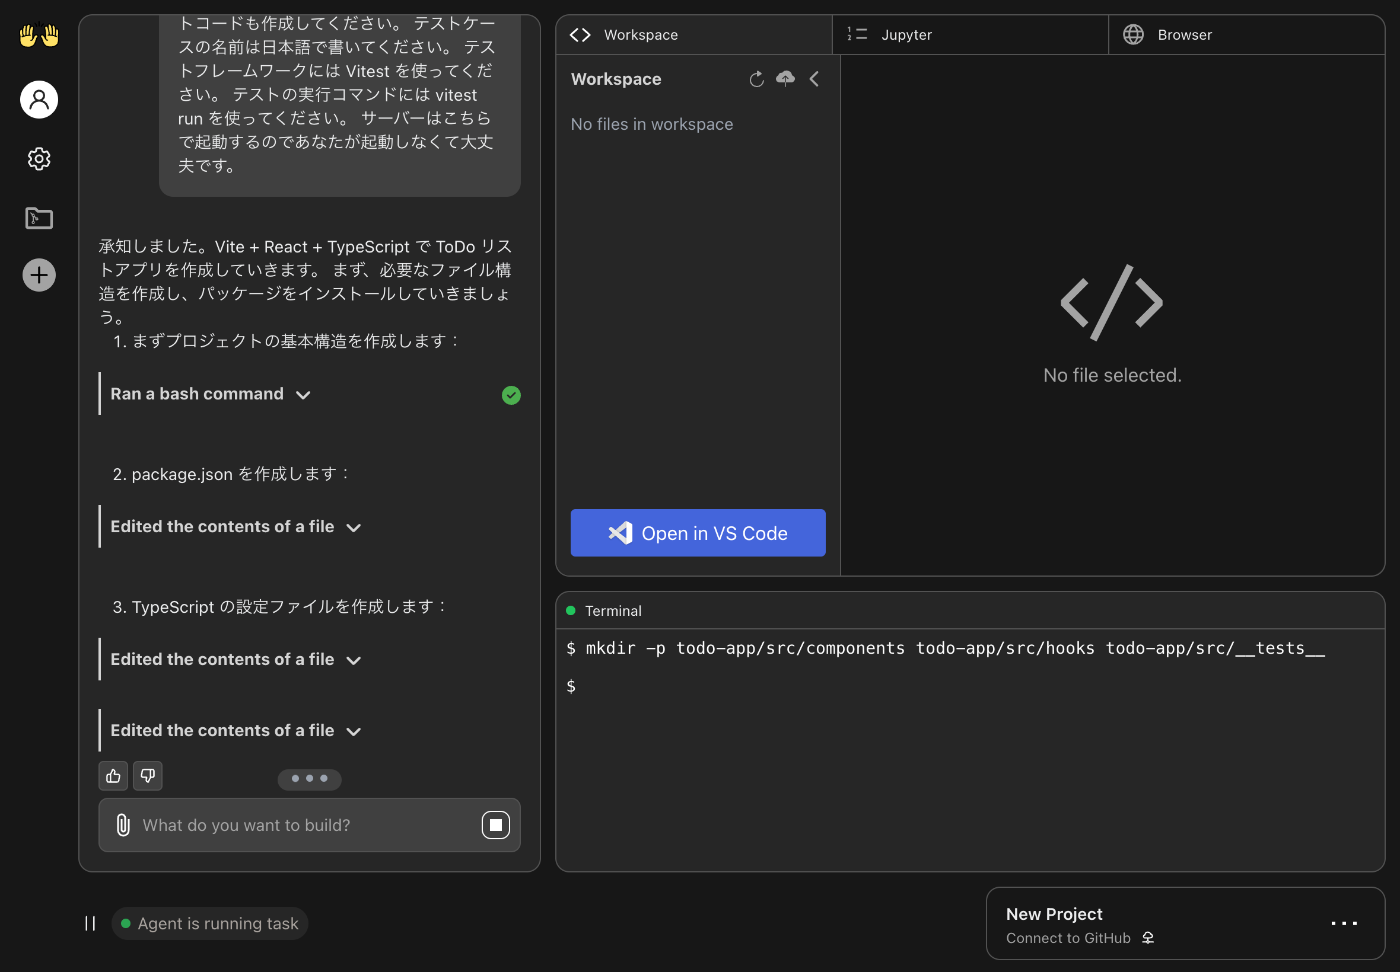 トコードも作成してください。 テストケー
スの名前は日本語で書いてください。 テス
トフレームワークには Vitest を使ってくだ
さい。 テストの実行コマンドには vitest
run を使ってください。 サーバーはこちら
で起動するのであなたが起動しなくて大丈
夫です。
承知しました。Vite + React + TypeScript で ToDo リス
トアプリを作成していきます。 まず、必要なファイル構
造を作成し、パッケージをインストールしていきましょ
う。
1. まずプロジェクトの基本構造を作成します：
Ran a bash command
2. package.json を作成します：
Edited the contents of a file
3. TypeScript の設定ファイルを作成します：
Edited the contents of a file
Edited the contents of a file
What do you want to build?
Agent is running task
Workspace
Jupyter
Browser
Workspace
No files in workspace
Open in VS Code
No file selected.
Terminal
$ mkdir -p todo-app/src/components todo-app/src/hooks todo-app/src/__tests__
$
New Project
Connect to GitHub